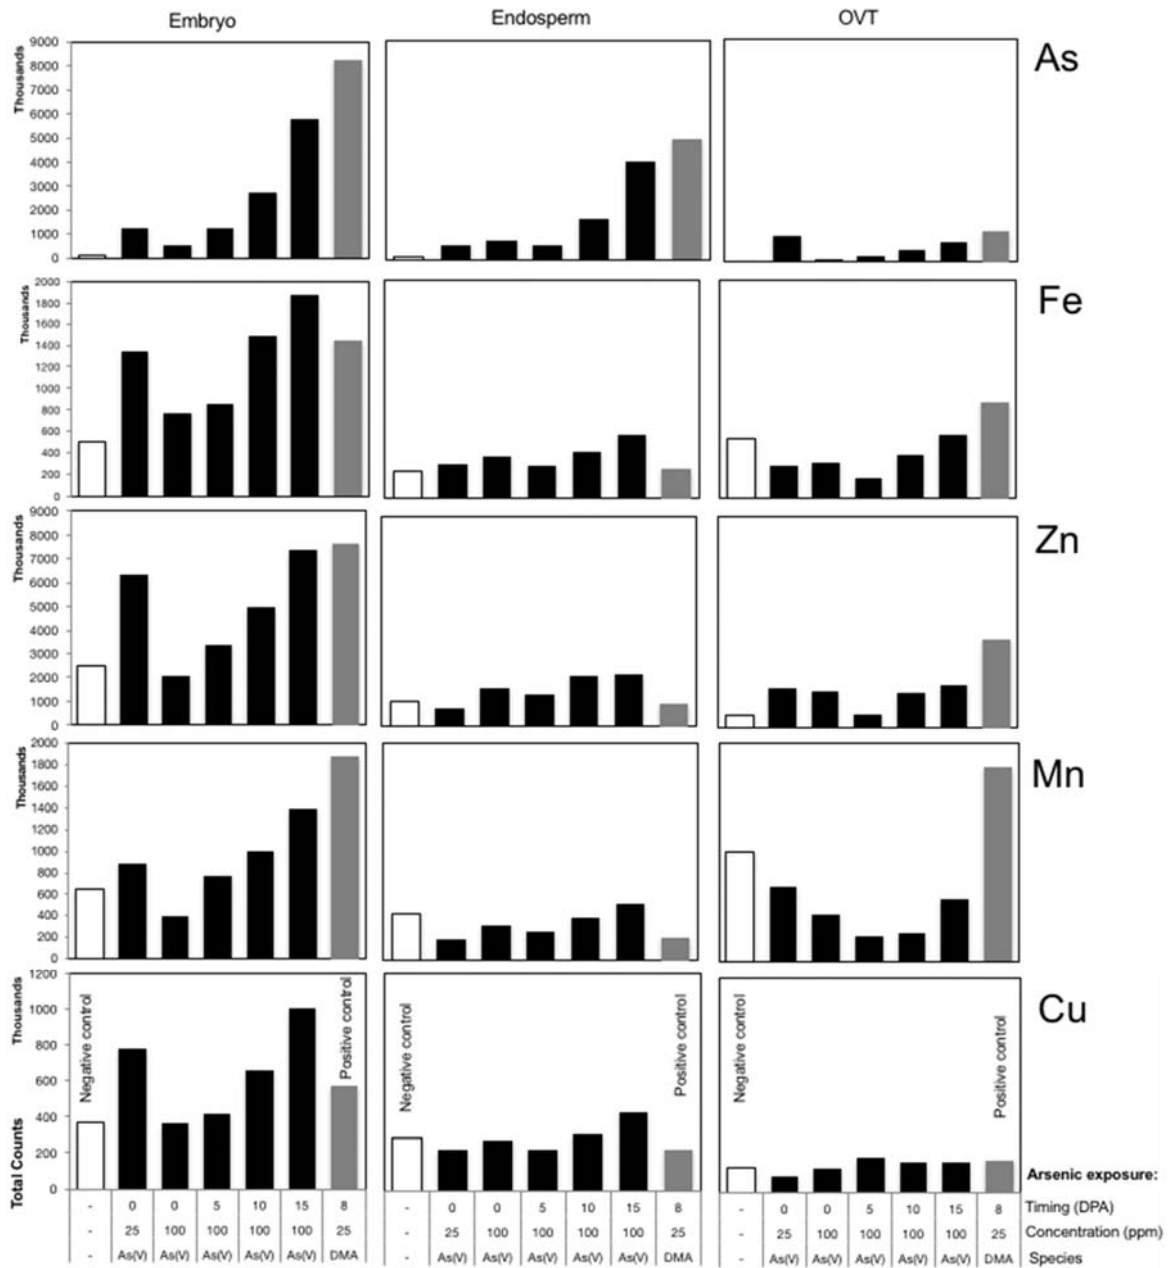 Embryo
Endosperm
OVT
As
Thousands
9000
8000
7000
6000
5000
4000
3000
2000
1000
0
Fe
Thousands
2000
1800
1600
1400
1200
1000
800
600
400
200
0
Zn
Thousands
9000
8000
7000
6000
5000
4000
3000
2000
1000
0
Mn
Thousands
2000
1800
1600
1400
1200
1000
800
600
400
200
0
Cu
Thousands
Total Counts
1200
1000
800
600
400
200
0
Negative control
Positive control
Negative control
Positive control
Negative control
Positive control
Arsenic exposure:
- 0 0 5 10 15 8 - 0 0 5 10 15 8 - 0 0 5 10 15 8 Timing (DPA)
- 25 100 100 100 100 25 - 25 100 100 100 100 25 - 25 100 100 100 100 25 Concentration (ppm)
- As(V) As(V) As(V) As(V) As(V) DMA - As(V) As(V) As(V) As(V) As(V) DMA - As(V) As(V) As(V) As(V) As(V) DMA Species